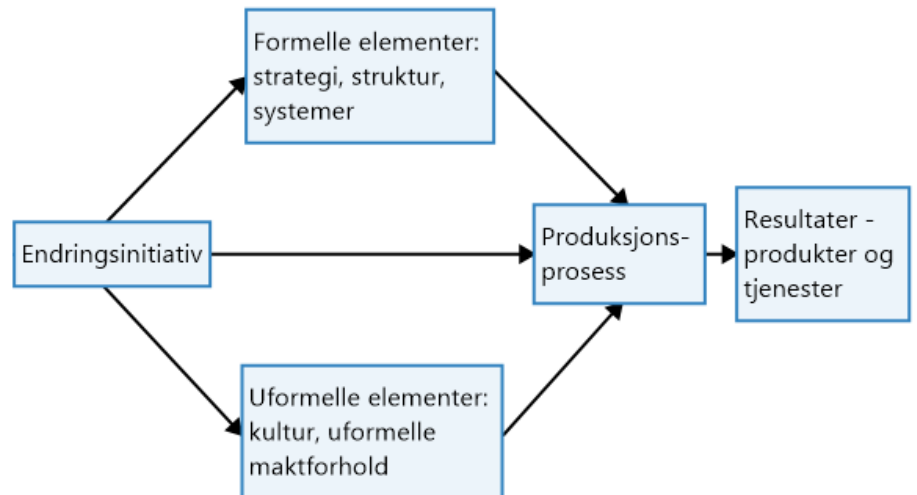 Formelle elementer:
strategi, struktur,
systemer
Endringsinitiativ
Produksjons-
prosess
Resultater -
produkter og
tjenester
Uformelle elementer:
kultur, uformelle
maktforhold